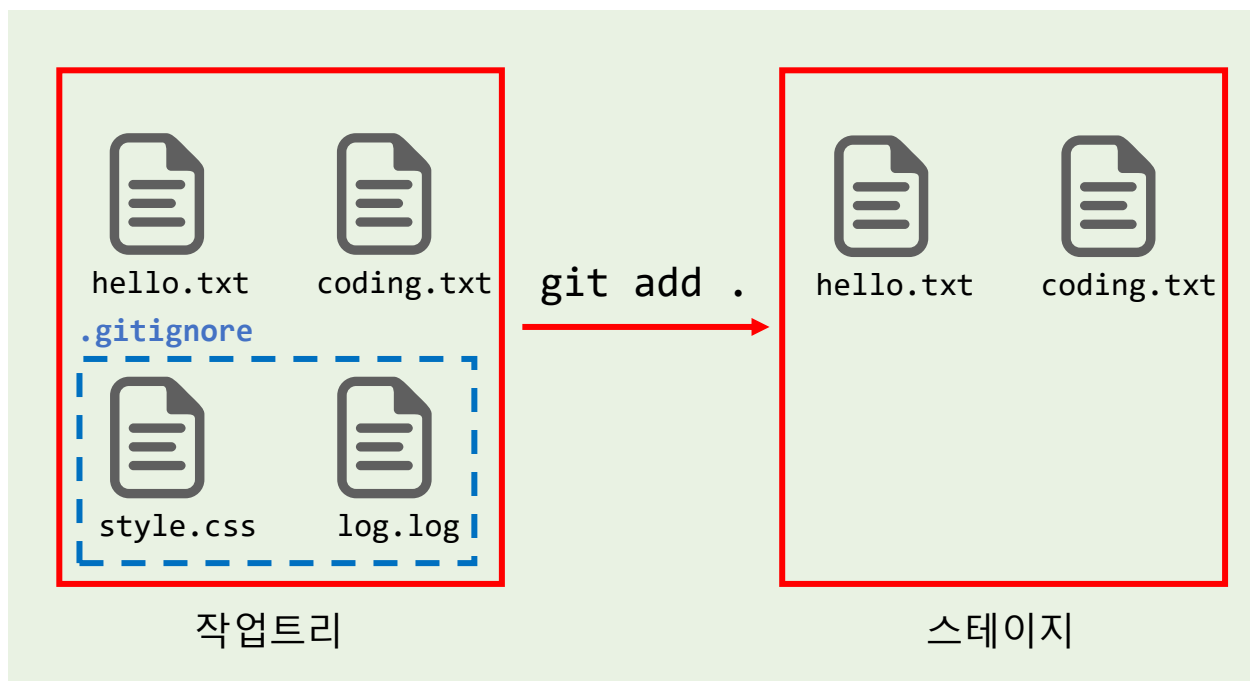 hello.txt
coding.txt
.gitignore
style.css
log.log
작업트리
git add .
hello.txt
coding.txt
스테이지